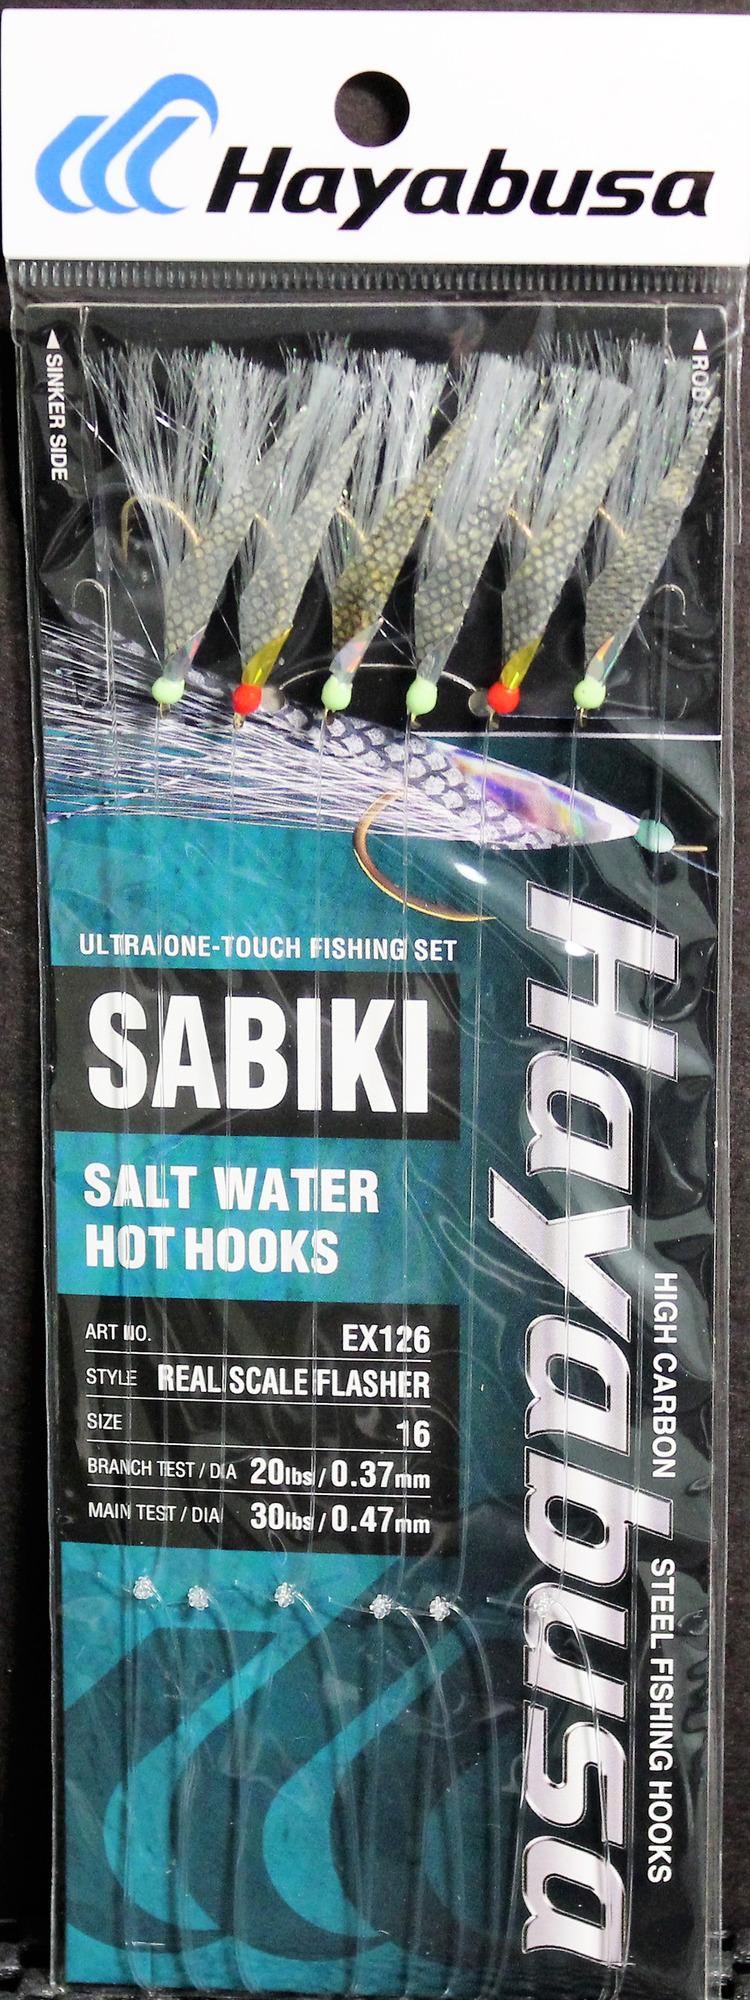 Hayabusa
◀SINKER SIDE
◀ROD
ULTRA ONE-TOUCH FISHING SET
SABIKI
SALT WATER
HOT HOOKS
ART NO. EX126
STYLE REAL SCALE FLASHER
SIZE 16
BRANCH TEST / DIA 20lbs / 0.37mm
MAIN TEST / DIA 30lbs / 0.47mm
Hayabusa
HIGH CARBON STEEL FISHING HOOKS